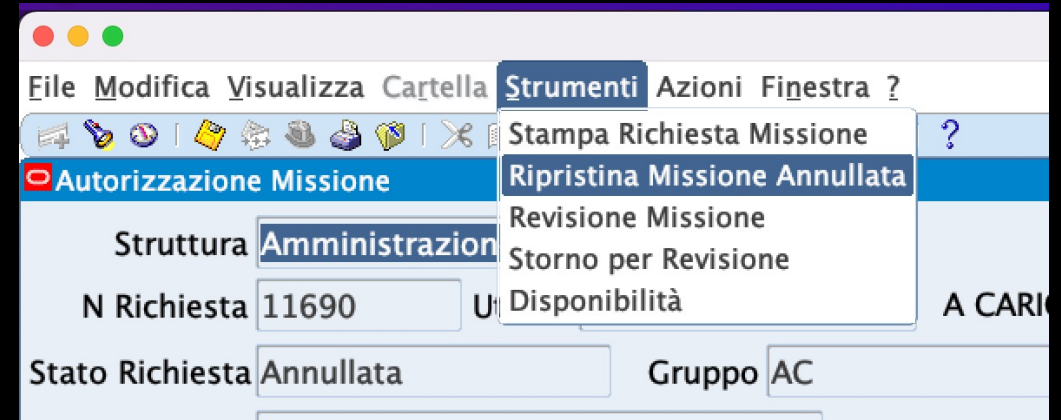 File Modifica Visualizza Cartella Strumenti Azioni Finestra ?
Stampa Richiesta Missione
?
Autorizzazione Missione
Ripristina Missione Annullata
Revisione Missione
Struttura Amministrazion
Storno per Revisione
N Richiesta 11690
Disponibilità
Stato Richiesta Annullata Gruppo AC